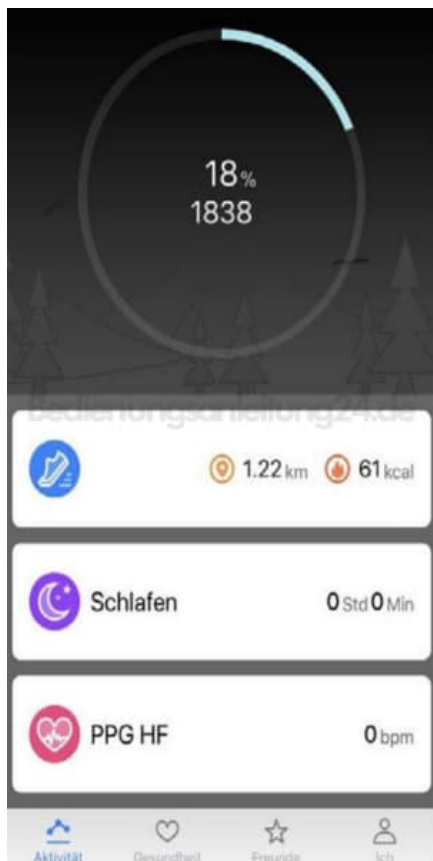 18%
1838
bedienungsanleitung24.de
1.22 km 61 kcal
Schlafen 0 Std 0 Min
PPG HF 0 bpm
Aktivität Gesundheit Freunde Ich